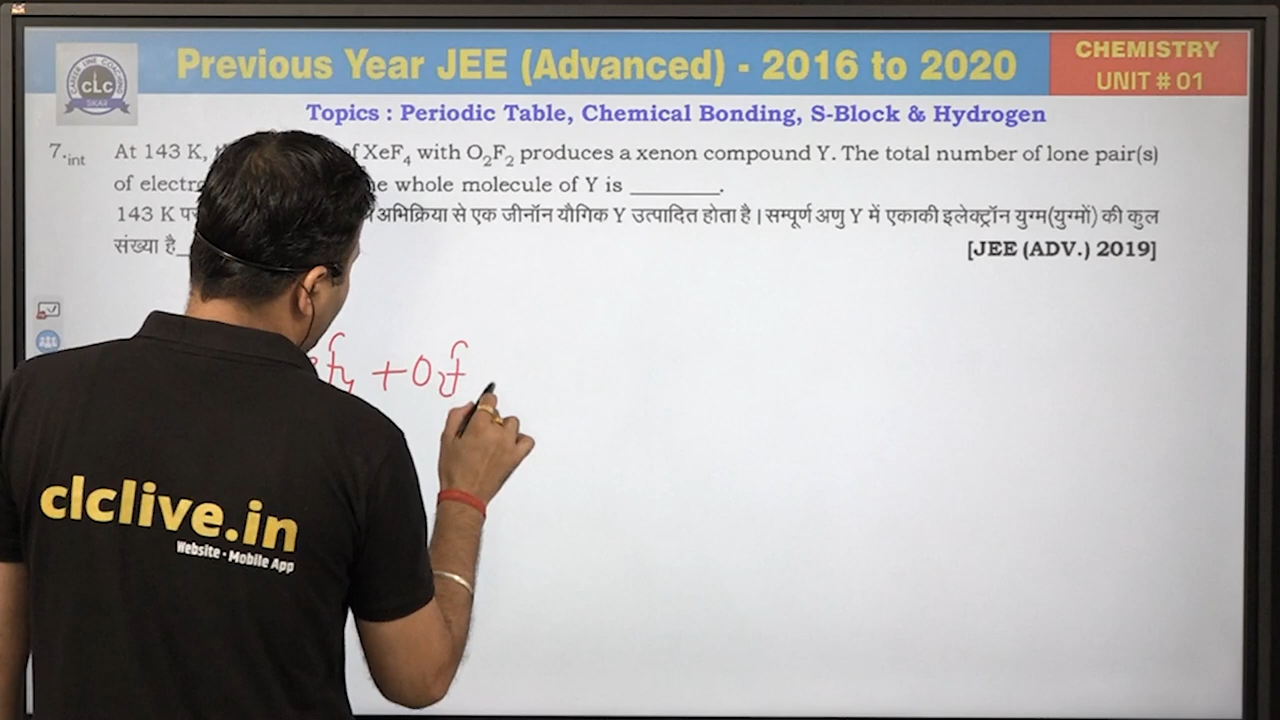 Previous Year JEE (Advanced) - 2016 to 2020
CHEMISTRY
UNIT # 01
CLC
SIKAR
Topics : Periodic Table, Chemical Bonding, S-Block & Hydrogen
7.int At 143 K, XeF4 with O2F2 produces a xenon compound Y. The total number of lone pair(s)
of whole molecule of Y is ________.
143 K अभिक्रिया से एक जीनॉन यौगिक Y उत्पादित होता है। सम्पूर्ण अणु Y में एकाकी इलेक्ट्रॉन युग्म(युग्मों) की कुल
संख्या है
[JEE (ADV.) 2019]
+ O2f
clclive.in
Website • Mobile App